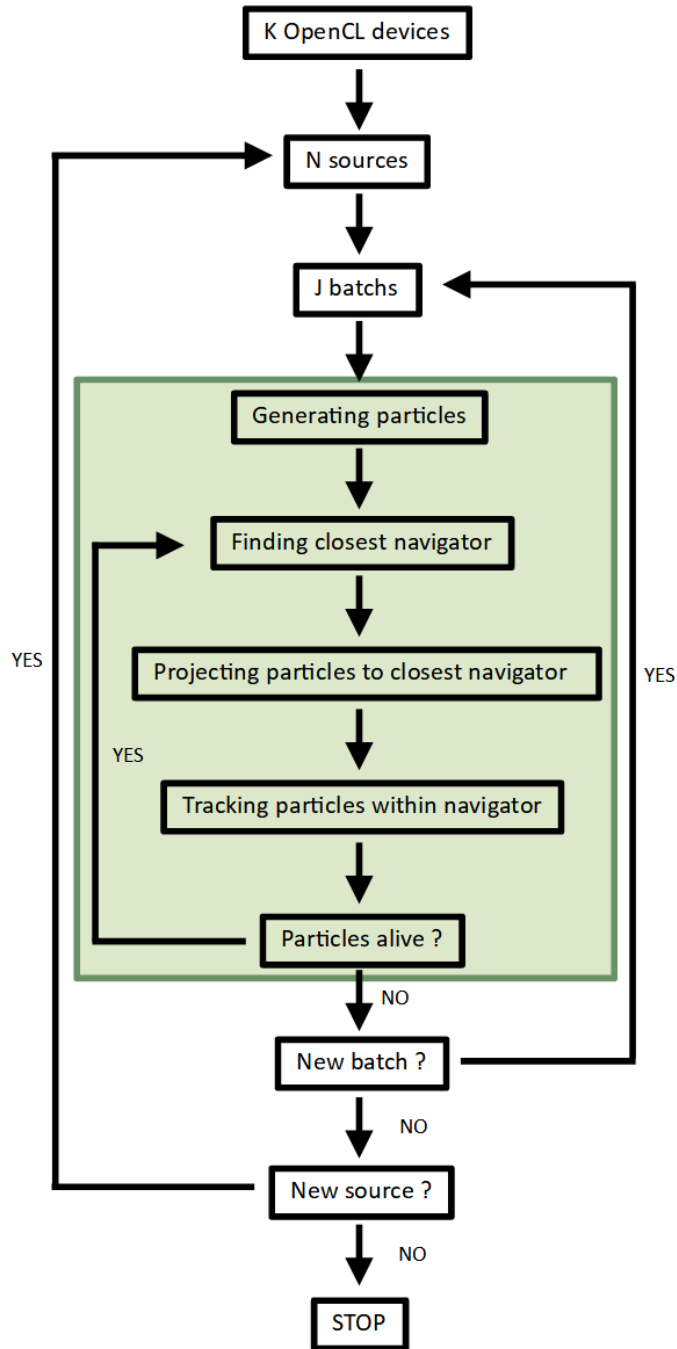 K OpenCL devices
N sources
J batchs
Generating particles
Finding closest navigator
Projecting particles to closest navigator
YES
YES
YES
Tracking particles within navigator
Particles alive ?
NO
New batch ?
NO
New source ?
NO
STOP